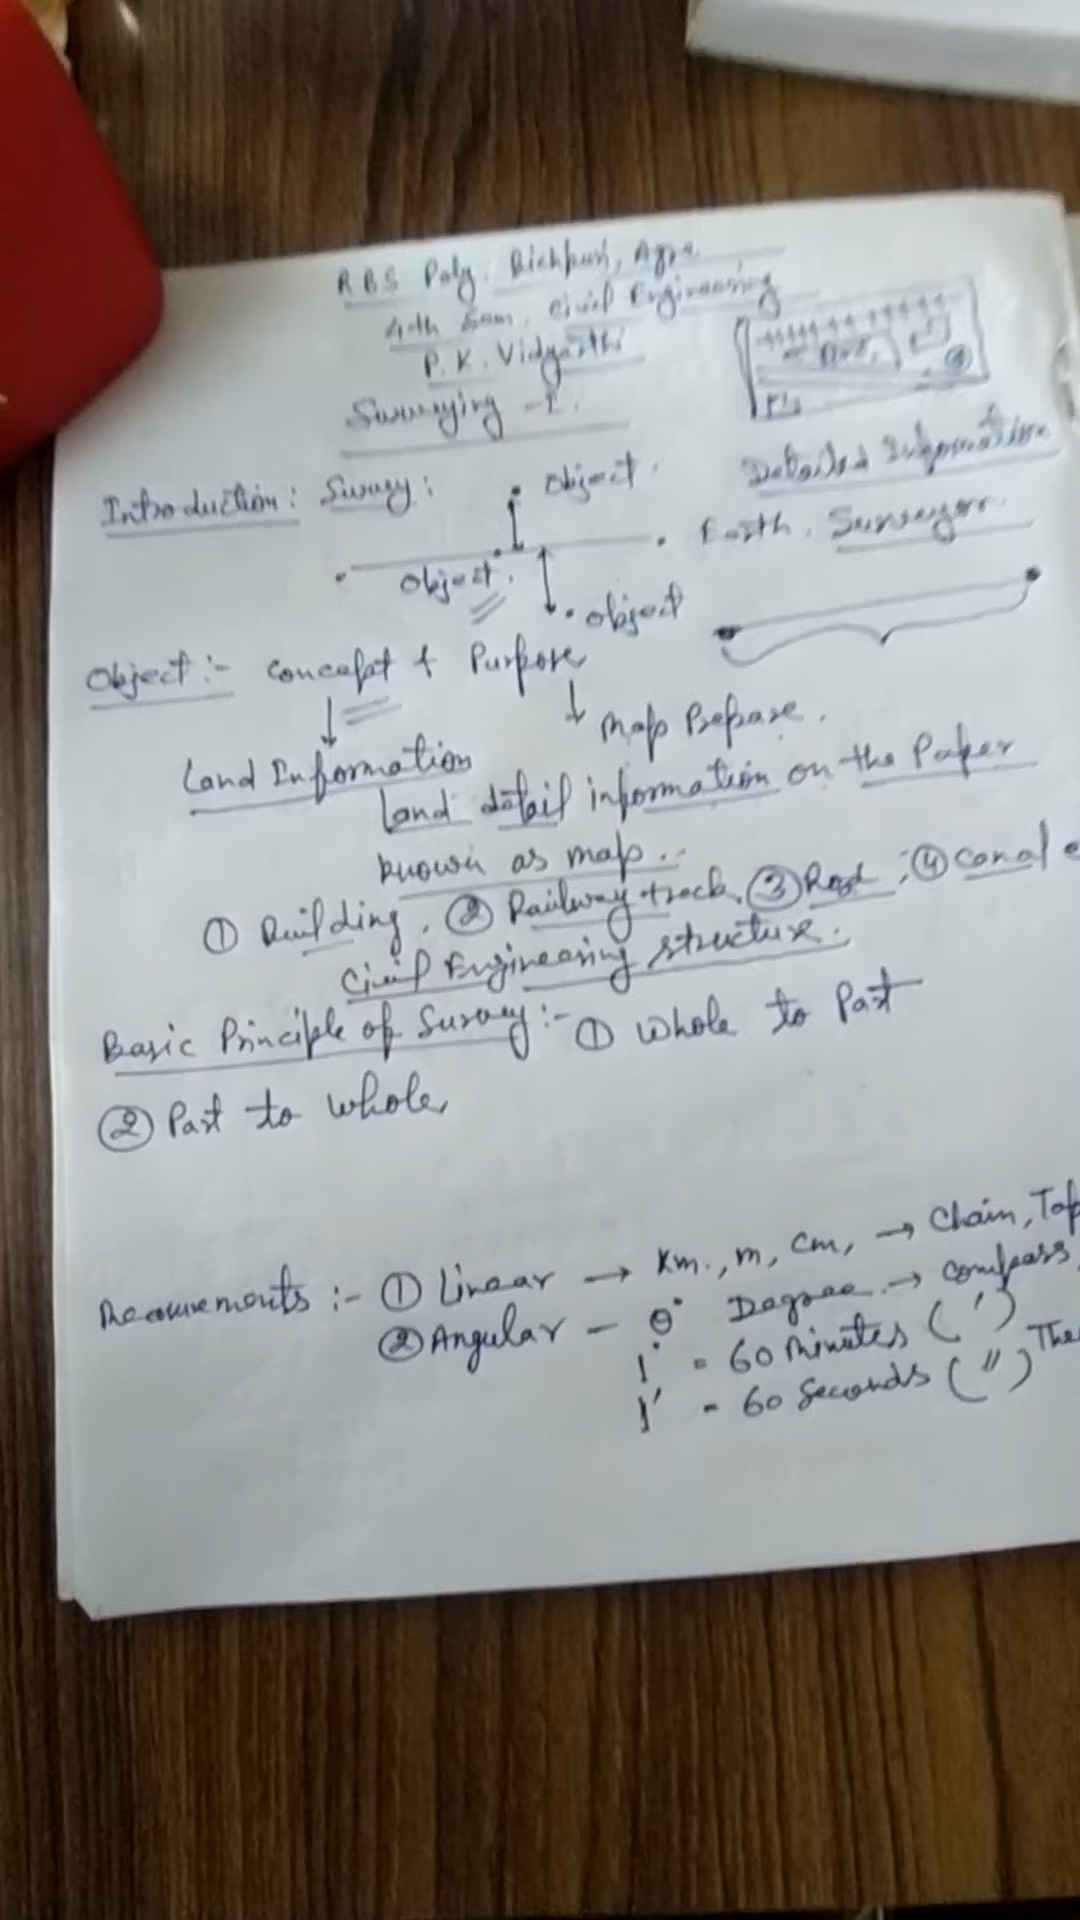 RBS Poly. Bichpuri, Agra.
4th Sem. Civil Engineering
P.K. Vidyarthi
Surveying - I.
Introduction: Survey: Object.
Detailed Information
Object. Earth. Surveyor.
object
Object:- Concept & Purpose
Map Prepare.
Land Information
Land detail information on the Paper
known as map.
① Building, ② Railway track, ③ Road, ④ Canal
Civil Engineering structure.
Basic Principle of Survey:- ① Whole to Part
② Part to whole,
:- ① Linear → Km., m, cm, → Chain,
② Angular - θ° Degree. → Compass
1° = 60 Minutes (′)
1′ = 60 Seconds (″) The